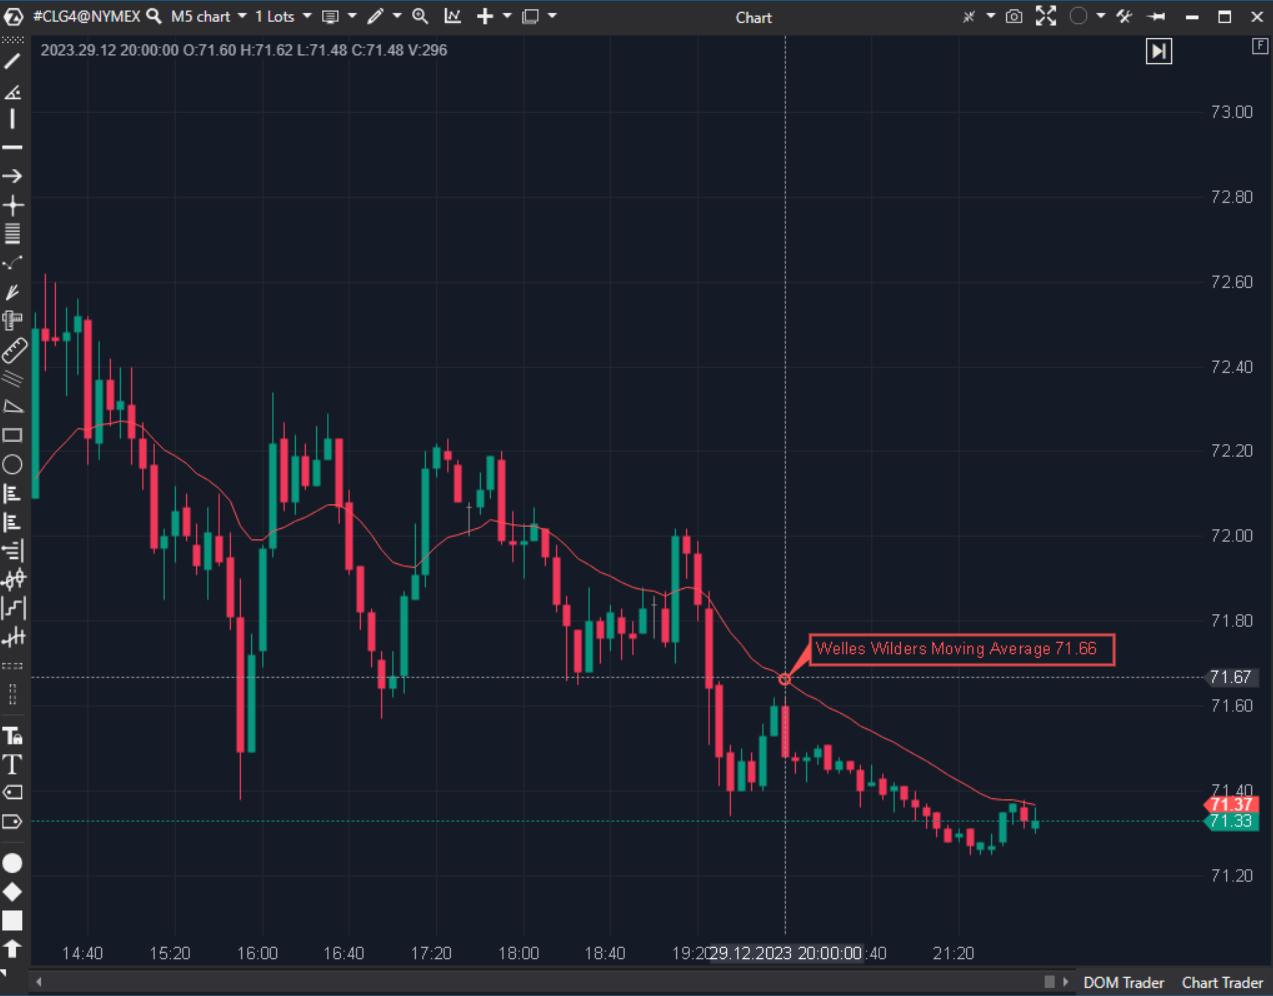 #CLG4@NYMEX M5 chart 1 Lots Chart
2023.29.12 20:00:00 O:71.60 H:71.62 L:71.48 C:71.48 V:296
F
73.00
72.80
72.60
72.40
72.20
72.00
71.80
Welles Wilders Moving Average 71.66
71.67
71.60
71.40
71.37
71.33
71.20
14:40 15:20 16:00 16:40 17:20 18:00 18:40 19:20 29.12.2023 20:00:00 :40 21:20
DOM Trader Chart Trader